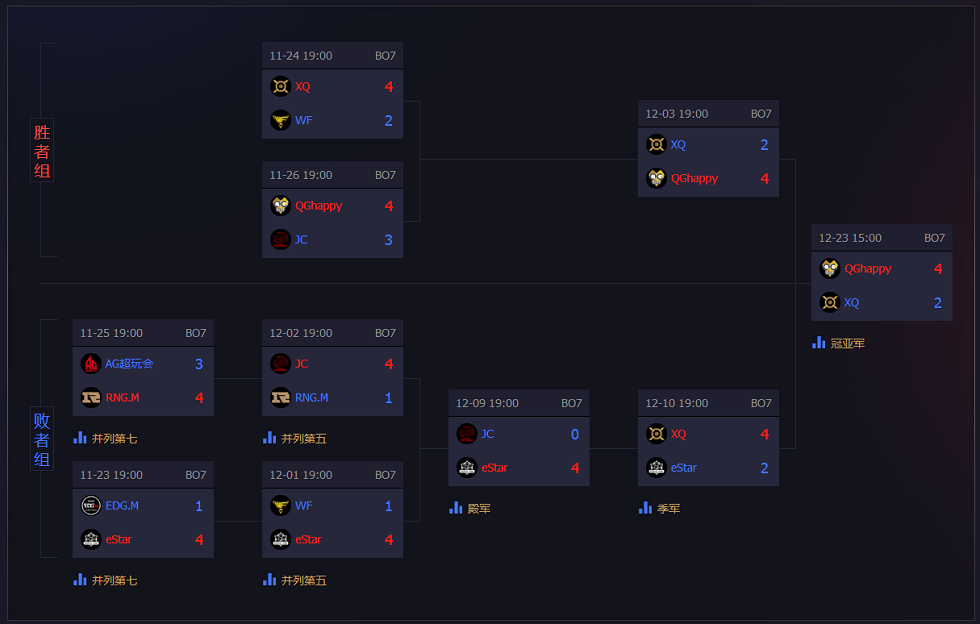 胜者组
11-24 19:00 BO7
XQ 4
WF 2
11-26 19:00 BO7
QGhappy 4
JC 3
12-03 19:00 BO7
XQ 2
QGhappy 4
12-23 15:00 BO7
QGhappy 4
XQ 2
冠亚军
败者组
11-25 19:00 BO7
AG超玩会 3
RNG.M 4
并列第七
12-02 19:00 BO7
JC 4
RNG.M 1
并列第五
11-23 19:00 BO7
EDG.M 1
eStar 4
并列第七
12-01 19:00 BO7
WF 1
eStar 4
并列第五
12-09 19:00 BO7
JC 0
eStar 4
殿军
12-10 19:00 BO7
XQ 4
eStar 2
季军